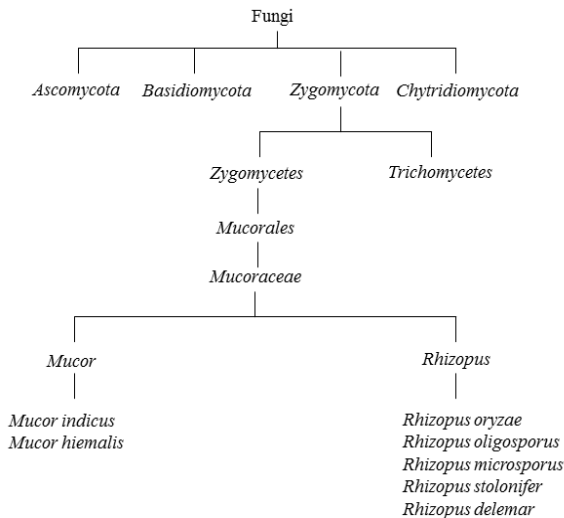 Fungi
Ascomycota Basidiomycota Zygomycota Chytridiomycota
Zygomycetes Trichomycetes
Mucorales
Mucoraceae
Mucor Rhizopus
Mucor indicus
Mucor hiemalis
Rhizopus oryzae
Rhizopus oligosporus
Rhizopus microsporus
Rhizopus stolonifer
Rhizopus delemar